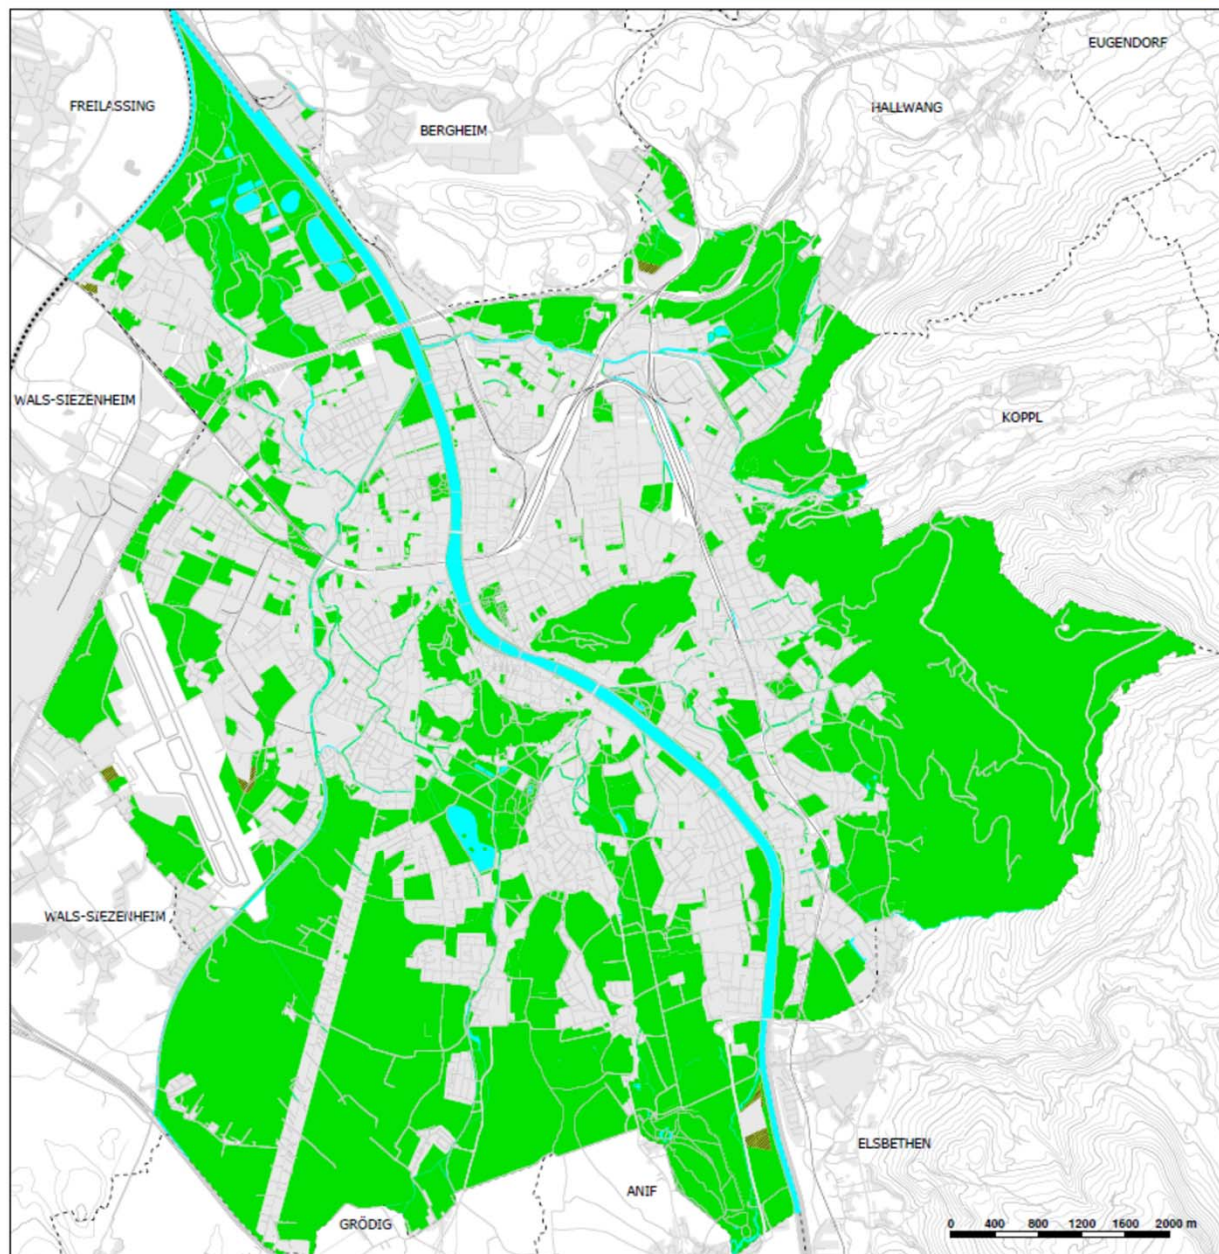 EUGENDORF
FREILASSING
HALLWANG
BERGHEIM
WALS-SIEZENHEIM
KOPPL
WALS-SIEZENHEIM
ELSBETHEN
ANIF
GRÖDIG
0 400 800 1200 1600 2000 m